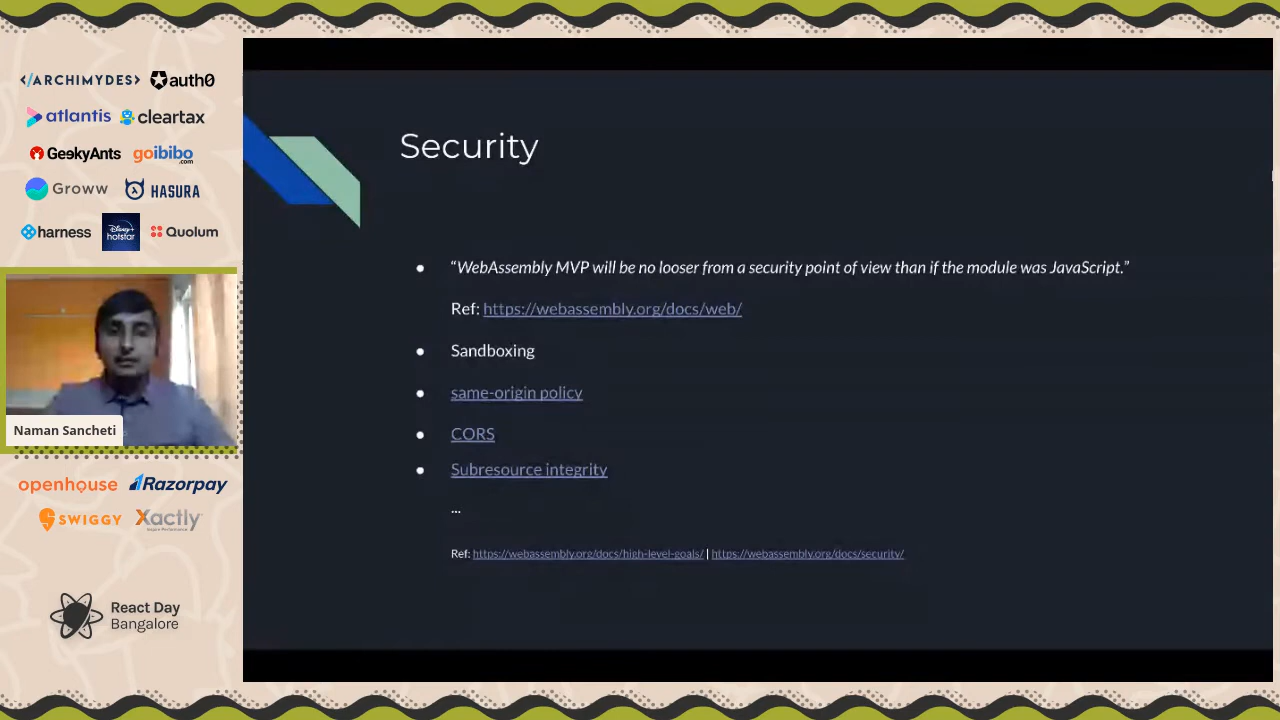 </ARCHIMYDES> auth0
atlantis cleartax
GeekyAnts goibibo.com
Groww HASURA
harness Disney+ hotstar Quolum
Naman Sancheti
openhouse Razorpay
SWIGGY Xactly
React Day
Bangalore
Security
● “WebAssembly MVP will be no looser from a security point of view than if the module was JavaScript.”
Ref: https://webassembly.org/docs/web/
● Sandboxing
● same-origin policy
● CORS
● Subresource integrity
...
Ref: https://webassembly.org/docs/high-level-goals/ | https://webassembly.org/docs/security/